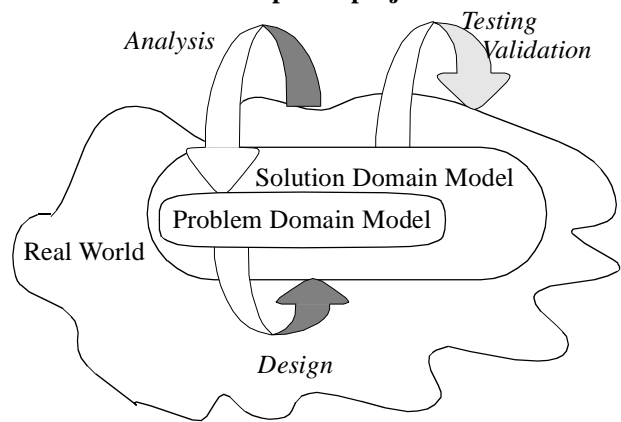 Analysis
Testing
Validation
Solution Domain Model
Problem Domain Model
Real World
Design